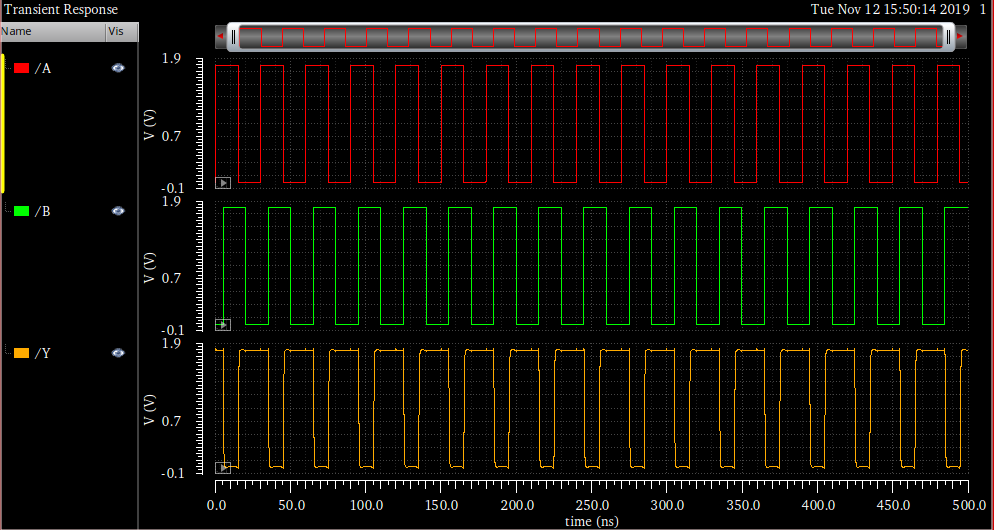 Transient Response Tue Nov 12 15:50:14 2019 1
Name Vis
/A
1.9
V (V)
0.7
-0.1
/B
1.9
V (V)
0.7
-0.1
/Y
1.9
V (V)
0.7
-0.1
0.0 50.0 100.0 150.0 200.0 250.0 300.0 350.0 400.0 450.0 500.0
time (ns)